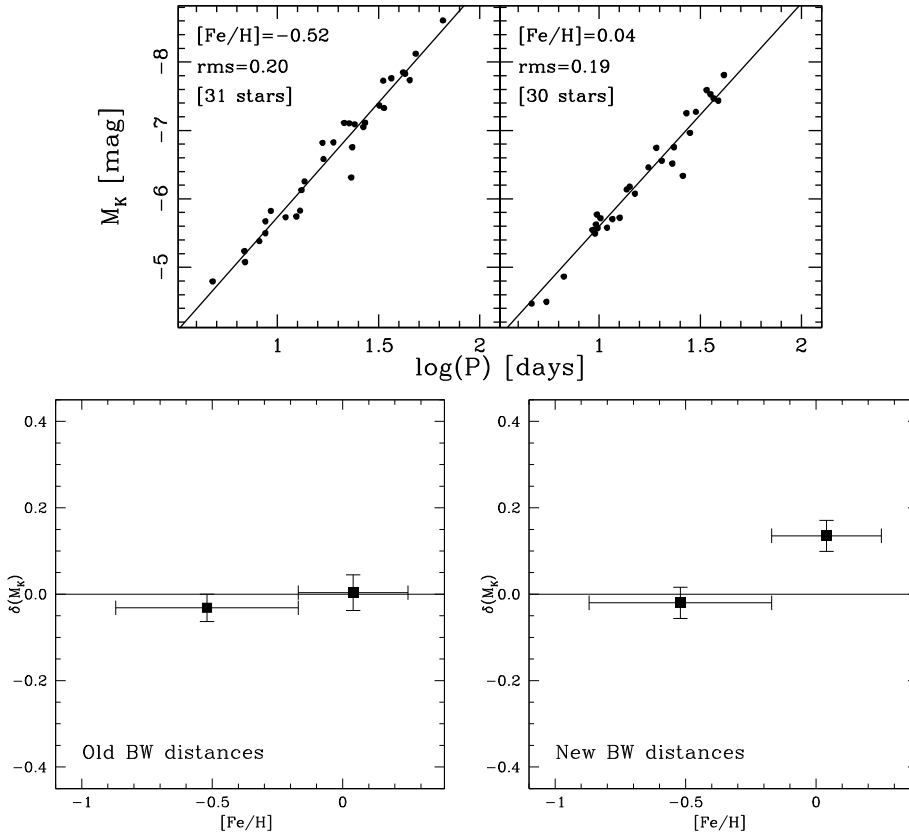 [Fe/H]=−0.52
rms=0.20
[31 stars]
[Fe/H]=0.04
rms=0.19
[30 stars]
M_K [mag]
−8
−7
−6
−5
1 1.5 2 1 1.5 2
log(P) [days]
0.4
0.2
0.0
−0.2
−0.4
δ(M_K)
Old BW distances
−1 −0.5 0
[Fe/H]
0.4
0.2
0.0
−0.2
−0.4
δ(M_K)
New BW distances
−1 −0.5 0
[Fe/H]